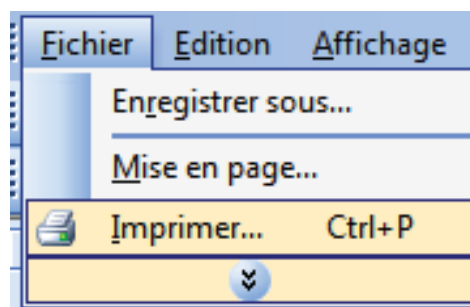 Fichier Edition Affichage
Enregistrer sous...
Mise en page...
Imprimer... Ctrl+P